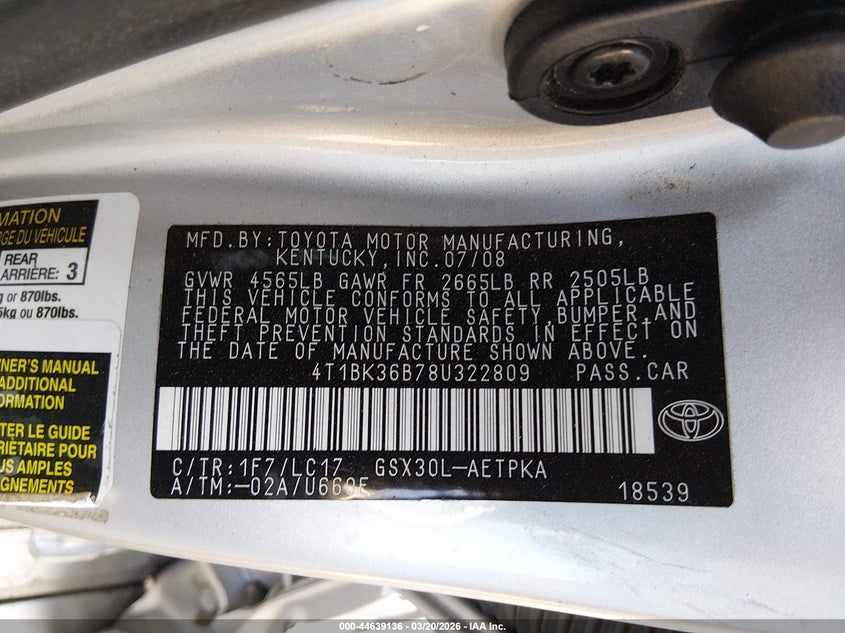 MATION
RGE DU VÉHICULE
REAR
ARRIÈRE: 3
g or 870lbs.
5kg ou 870lbs.
NER'S MANUAL
ADDITIONAL
ORMATION
TER LE GUIDE
RIÉTAIRE POUR
US AMPLES
IGNEMENTS
MFD.BY:TOYOTA MOTOR MANUFACTURING,
KENTUCKY,INC.07/08
GVWR 4565LB GAWR FR 2665LB RR 2505LB
THIS VEHICLE CONFORMS TO ALL APPLICABLE
FEDERAL MOTOR VEHICLE SAFETY,BUMPER,AND
THEFT PREVENTION STANDARDS IN EFFECT ON
THE DATE OF MANUFACTURE SHOWN ABOVE.
4T1BK36B78U322809 PASS.CAR
C/TR:1F7/LC17 GSX30L-AETPKA
A/TM:-02A/U660E
18539
000-44639136 - 03/20/2026 - IAA Inc.